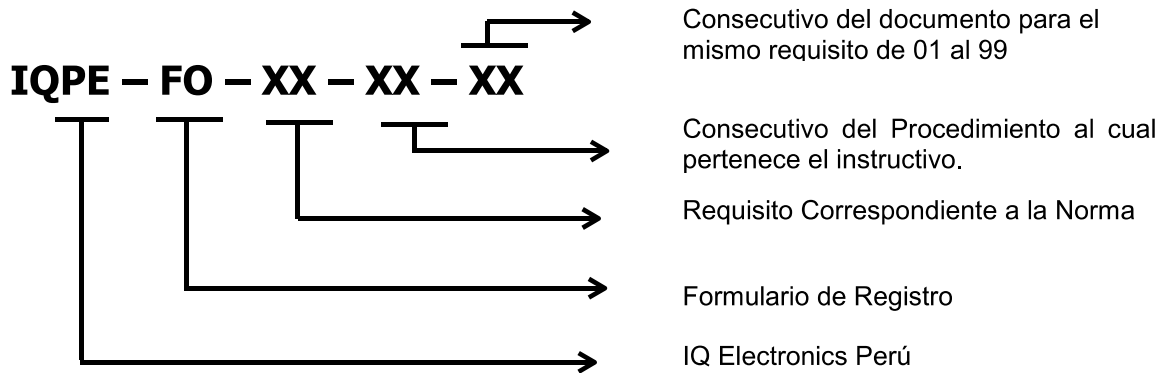 Consecutivo del documento para el
mismo requisito de 01 al 99
IQPE – FO – XX – XX – XX
Consecutivo del Procedimiento al cual
pertenece el instructivo.
Requisito Correspondiente a la Norma
Formulario de Registro
IQ Electronics Perú